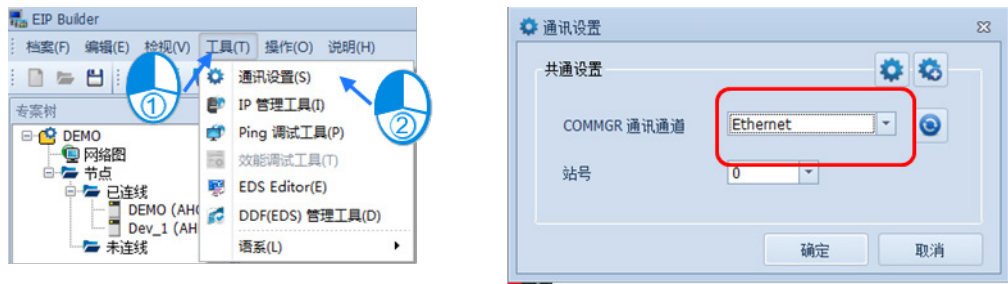 EIP Builder
档案(F) 编辑(E) 检视(V) 工具(T) 操作(O) 说明(H)
通讯设置(S)
①
IP 管理工具(I)
②
专案树
Ping 调试工具(P)
DEMO
网络图
效能调试工具(T)
节点
EDS Editor(E)
已连线
DEMO (AH
DDF(EDS) 管理工具(D)
Dev_1 (AH
未连线
语系(L)
通讯设置
共通设置
COMMGR 通讯通道
Ethernet
站号
0
确定
取消